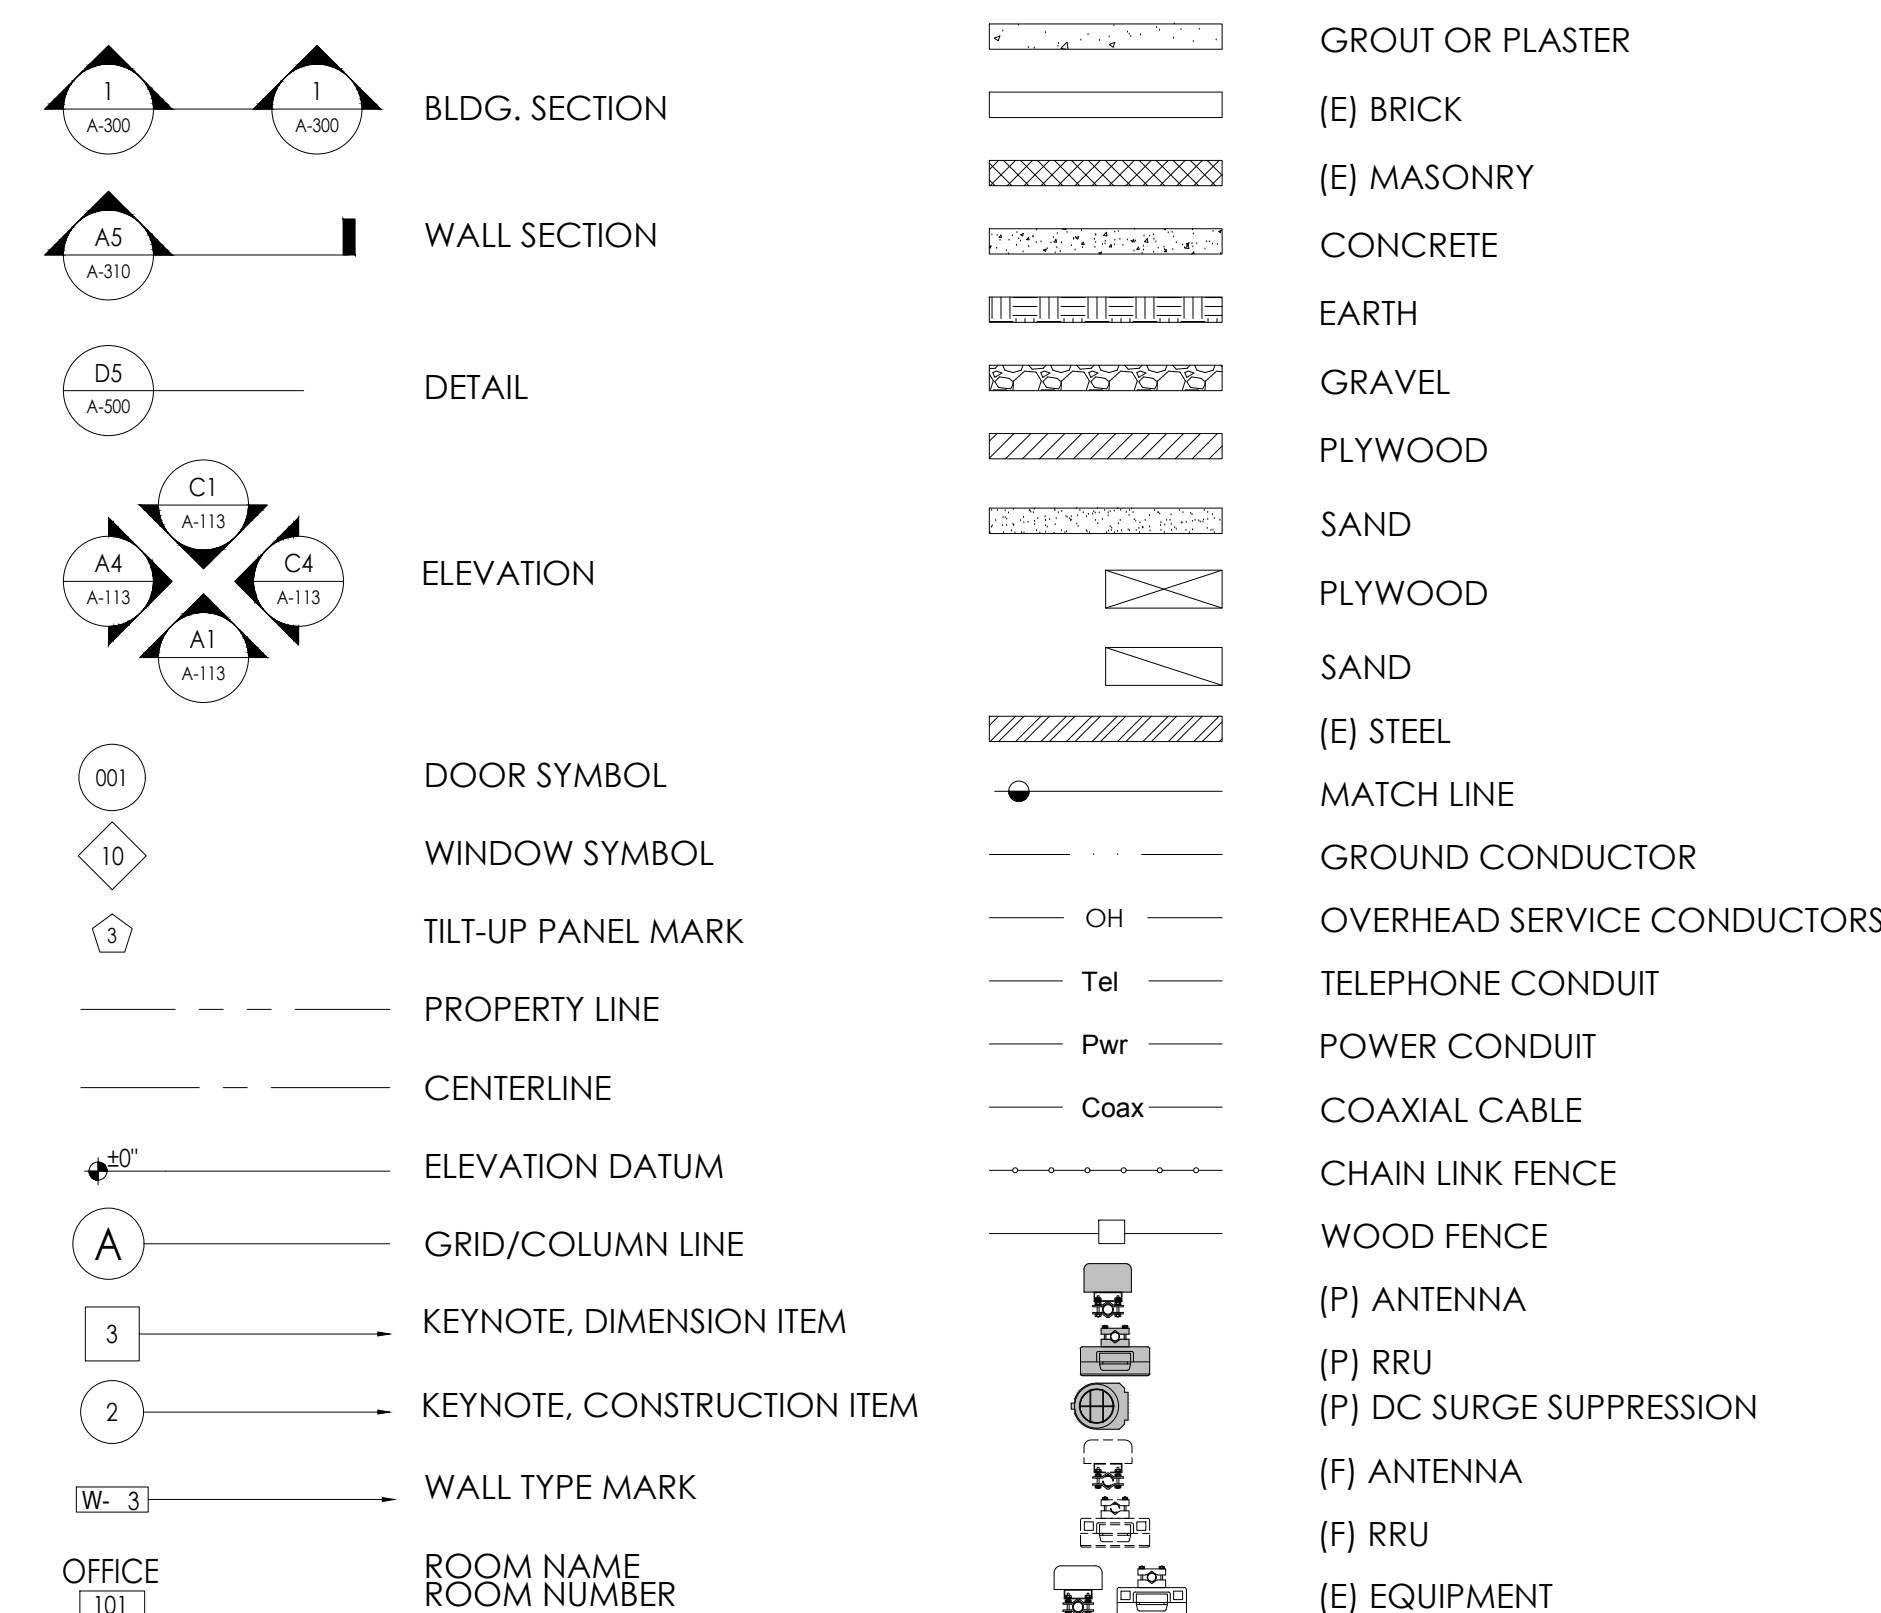 1
A-300
1
A-300
BLDG. SECTION
A5
A-310
WALL SECTION
D5
A-500
DETAIL
C1
A-113
A4
A-113
C4
A-113
A1
A-113
ELEVATION
001
DOOR SYMBOL
10
WINDOW SYMBOL
3
TILT-UP PANEL MARK
PROPERTY LINE
CENTERLINE
±0"
ELEVATION DATUM
A
GRID/COLUMN LINE
3
KEYNOTE, DIMENSION ITEM
2
KEYNOTE, CONSTRUCTION ITEM
W- 3
WALL TYPE MARK
OFFICE
101
ROOM NAME
ROOM NUMBER
GROUT OR PLASTER
(E) BRICK
(E) MASONRY
CONCRETE
EARTH
GRAVEL
PLYWOOD
SAND
PLYWOOD
SAND
(E) STEEL
MATCH LINE
GROUND CONDUCTOR
OH
OVERHEAD SERVICE CONDUCTORS
Tel
TELEPHONE CONDUIT
Pwr
POWER CONDUIT
Coax
COAXIAL CABLE
CHAIN LINK FENCE
WOOD FENCE
(P) ANTENNA
(P) RRU
(P) DC SURGE SUPPRESSION
(F) ANTENNA
(F) RRU
(E) EQUIPMENT